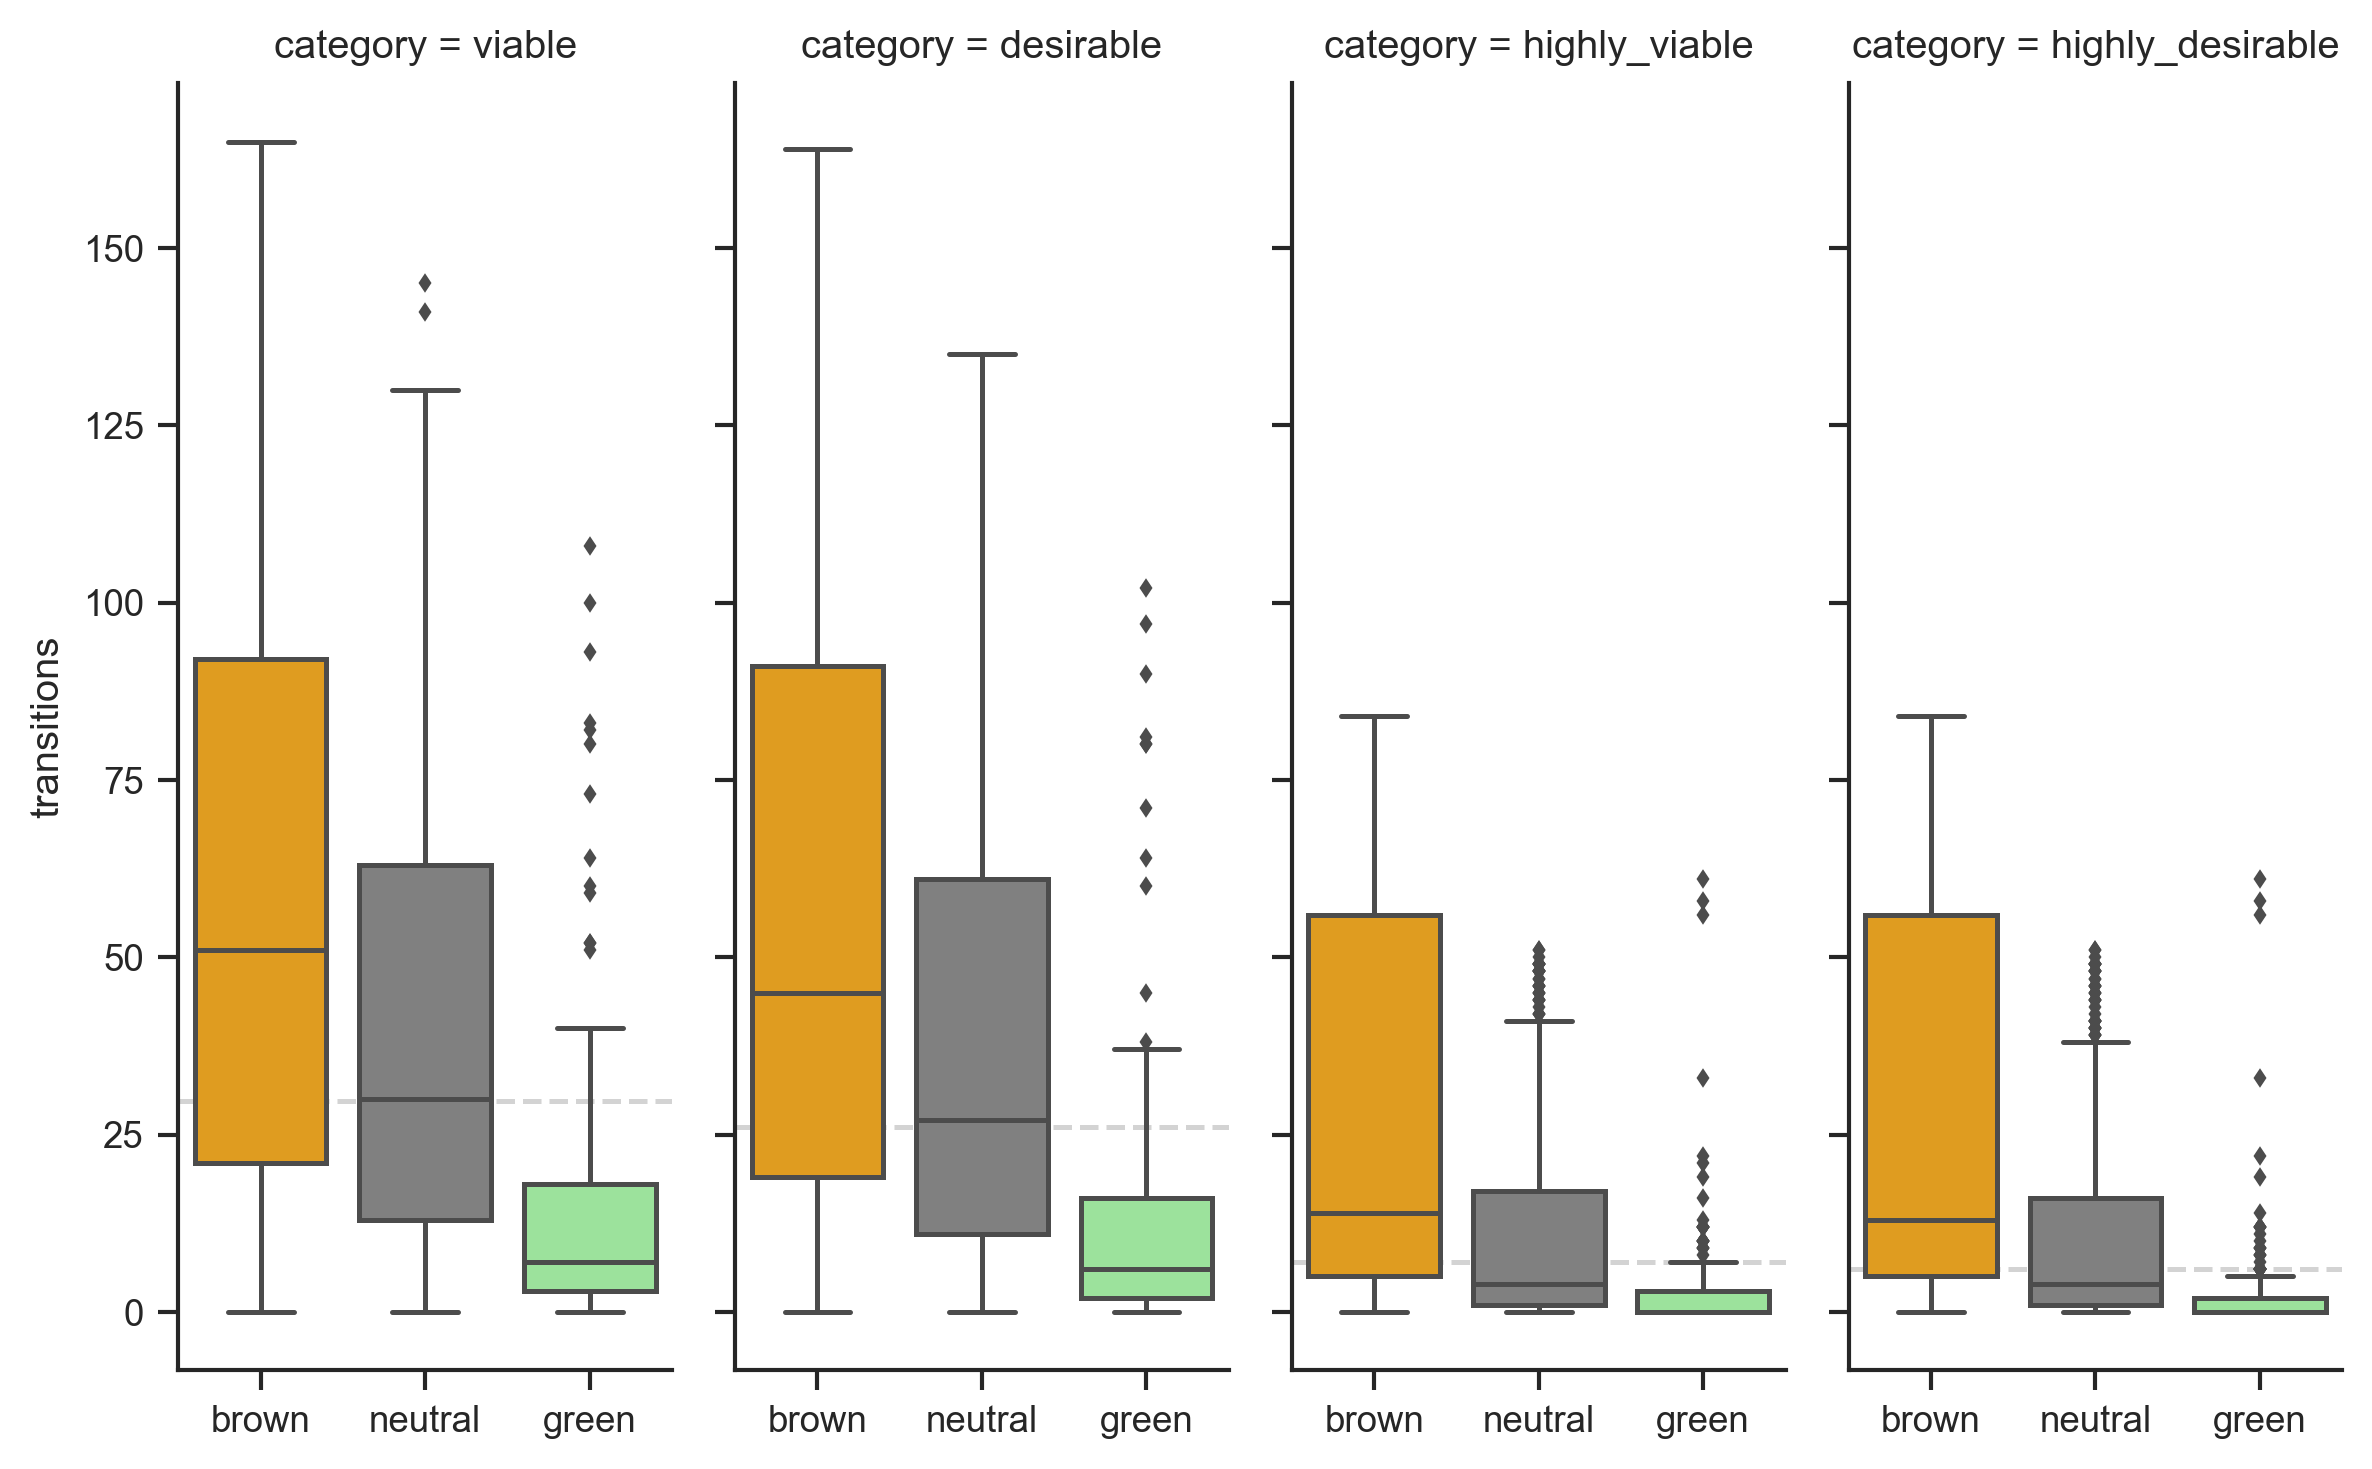 category = viable
category = desirable
category = highly_viable
category = highly_desirable
transitions
150
125
100
75
50
25
0
brown neutral green
brown neutral green
brown neutral green
brown neutral green